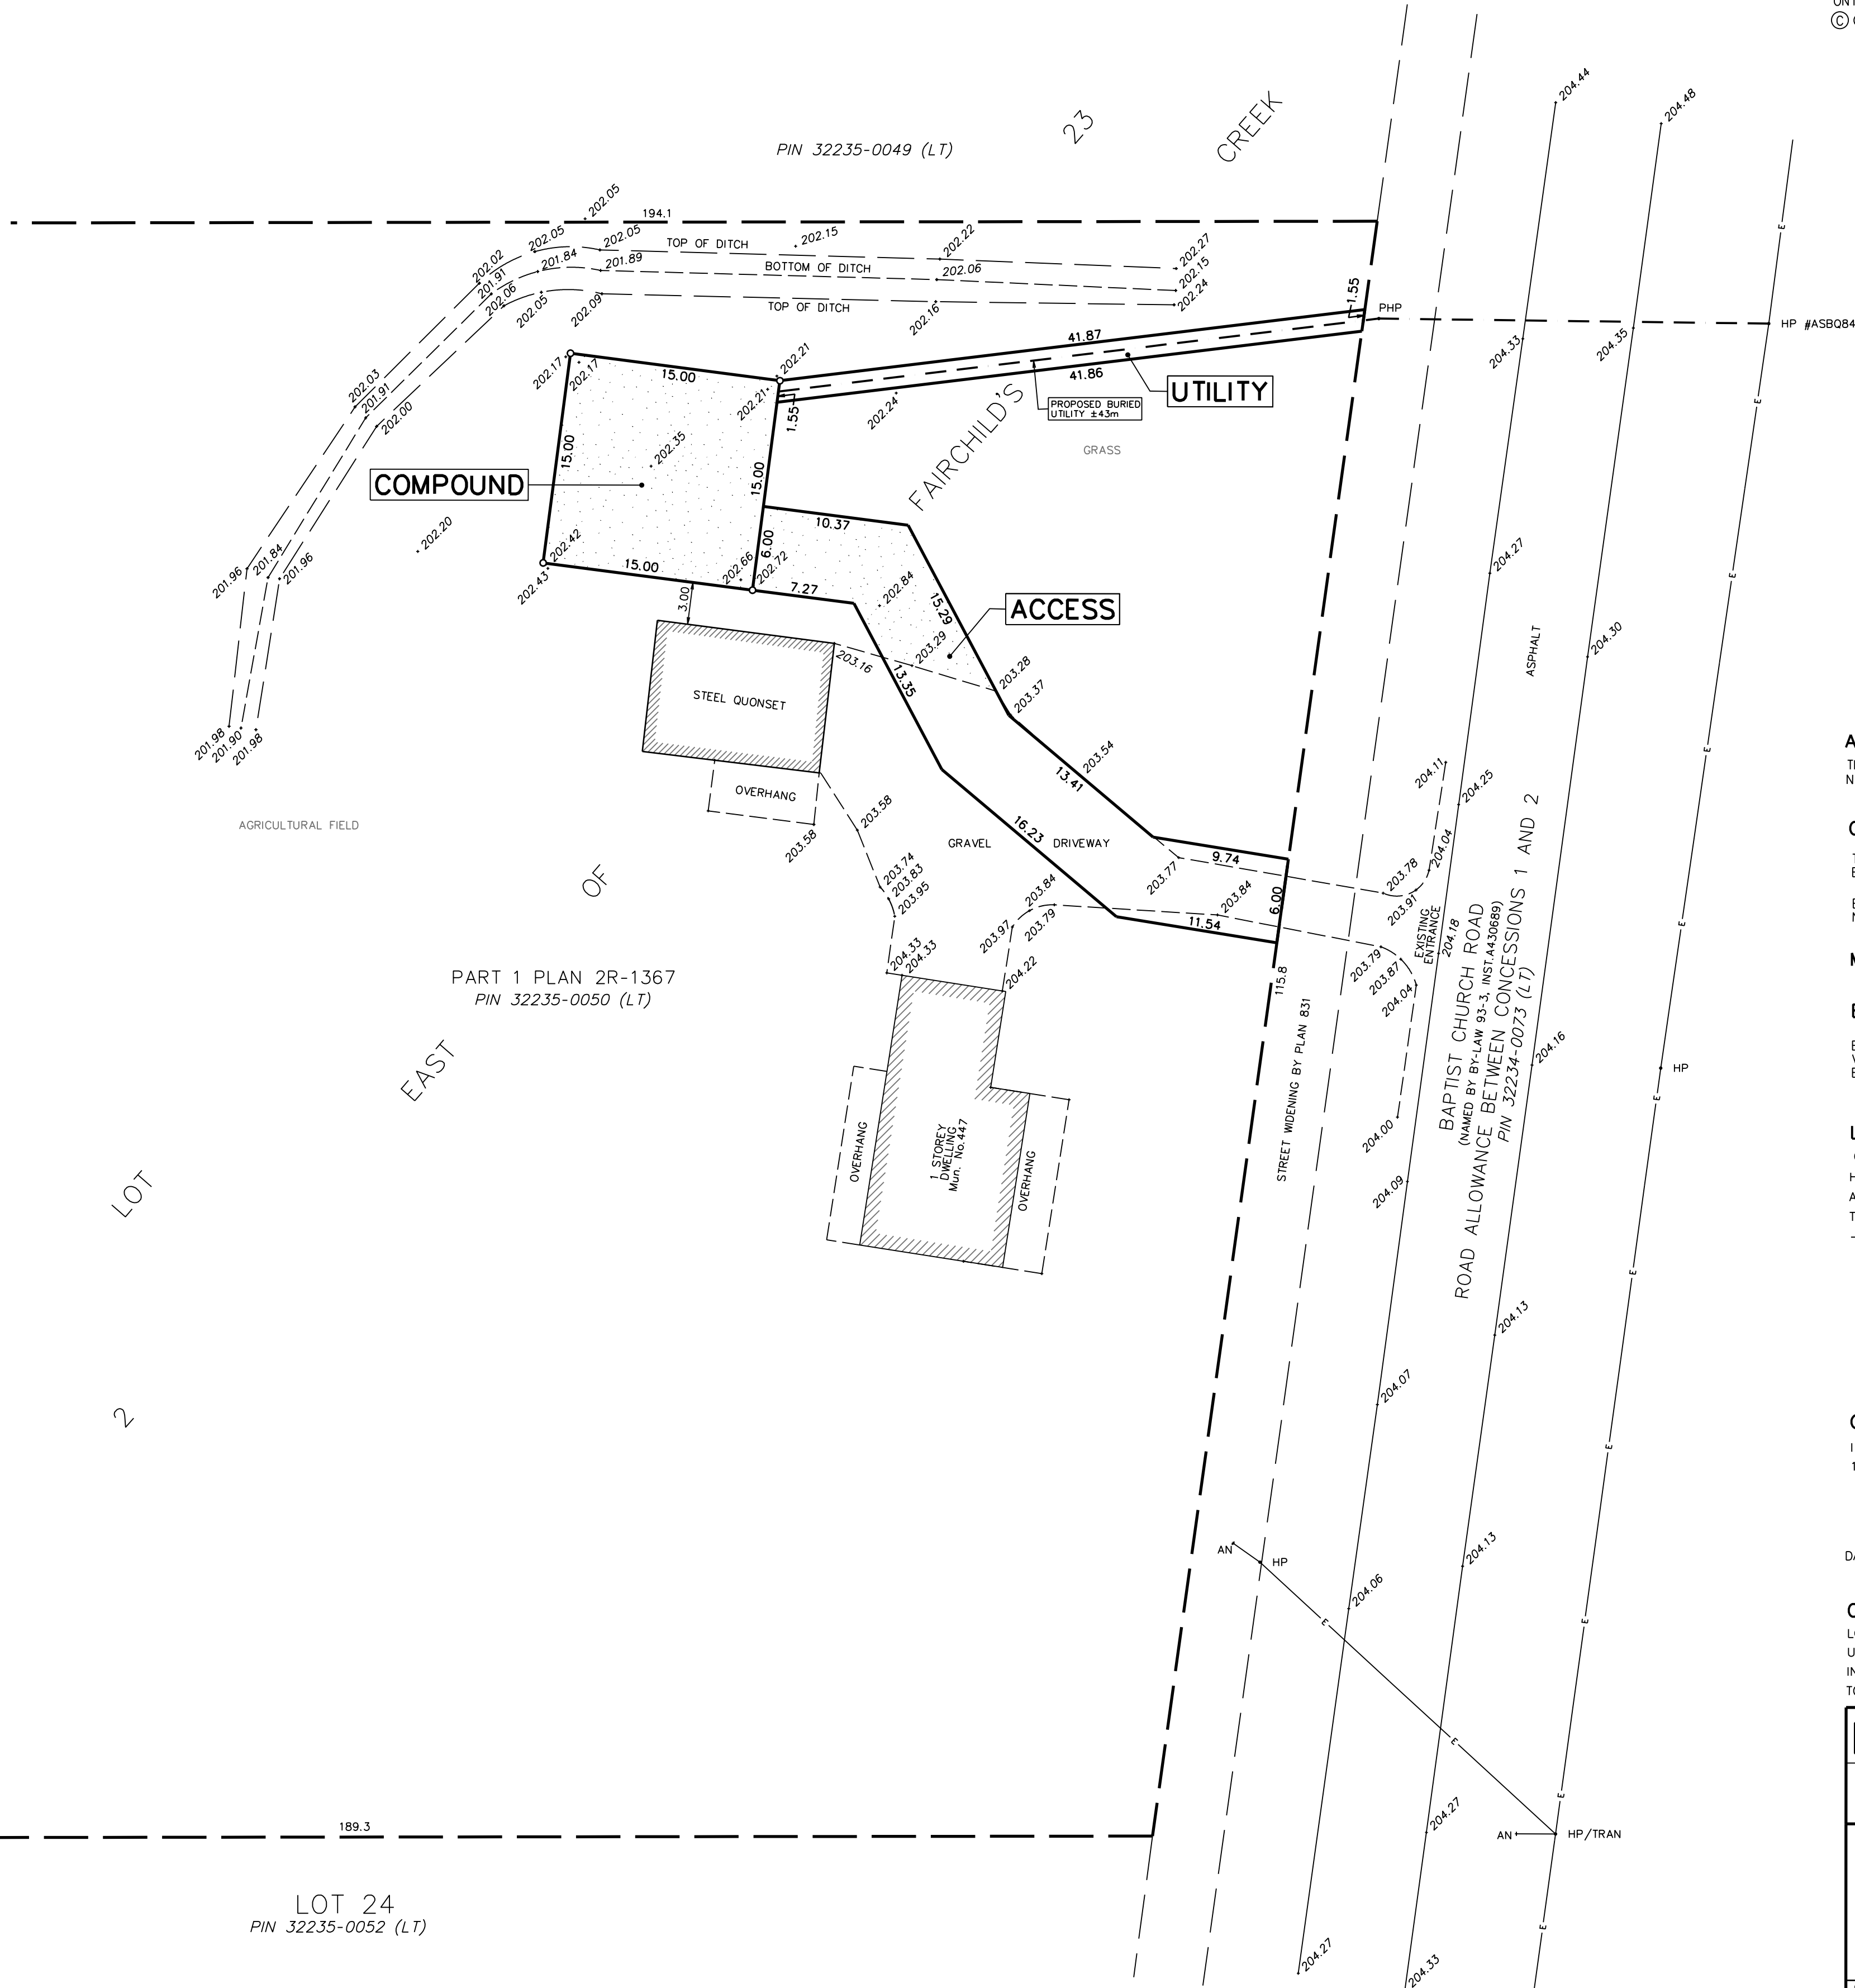 ©
PIN 32235-0049 (LT)
23
CREEK
204.44
204.48
202.05
194.1
202.05
202.05
TOP OF DITCH
202.15
202.22
202.27
202.02
201.84
201.89
BOTTOM OF DITCH
202.06
202.15
201.91
202.06
202.05
202.09
TOP OF DITCH
202.16
202.24
1.55
PHP
HP #ASBQ84
E
204.33
204.35
41.87
41.86
UTILITY
PROPOSED BURIED
UTILITY ±43m
202.17
202.17
15.00
202.21
202.21
1.55
202.24
FAIRCHILD'S
GRASS
202.03
201.91
202.00
15.00
202.35
15.00
COMPOUND
202.20
10.37
6.00
202.42
202.43
15.00
202.66
202.72
7.27
201.96
201.84
201.96
3.00
202.84
15.29
ACCESS
204.27
204.30
ASPHALT
E
E
203.16
203.29
203.28
203.37
13.35
STEEL QUONSET
201.98
201.90
201.98
OVERHANG
203.58
203.58
13.41
203.54
204.11
204.25
E
AGRICULTURAL FIELD
GRAVEL
DRIVEWAY
16.23
9.74
203.77
203.78
204.04
203.91
203.74
203.83
203.95
203.84
203.79
203.97
203.84
11.54
6.00
OF
EXISTING
ENTRANCE
204.18
203.79
203.87
204.04
E
204.33
204.33
204.22
115.8
PART 1 PLAN 2R-1367
PIN 32235-0050 (LT)
STREET WIDENING BY PLAN 831
BAPTIST CHURCH ROAD
(NAMED BY BY-LAW 93-3, INST.A430689)
ROAD ALLOWANCE BETWEEN CONCESSIONS 1 AND 2
PIN 32234-0073 (LT)
204.16
HP
E
EAST
OVERHANG
1 STOREY
DWELLING
Mun. No.447
OVERHANG
204.00
204.09
LOT
E
204.13
204.07
2
E
AN
HP
204.13
204.06
E
E
E
E
189.3
204.27
AN
HP/TRAN
LOT 24
PIN 32235-0052 (LT)
E
204.27
204.33